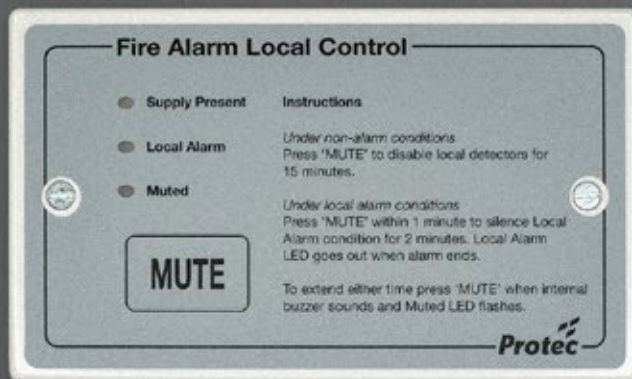 Fire Alarm Local Control
Supply Present
Local Alarm
Muted
MUTE
Instructions
Under non-alarm conditions
Press 'MUTE' to disable local detectors for
15 minutes.
Under local alarm conditions
Press 'MUTE' within 1 minute to silence Local
Alarm condition for 2 minutes. Local Alarm
LED goes out when alarm ends.
To extend either time press 'MUTE' when internal
buzzer sounds and Muted LED flashes.
Protec